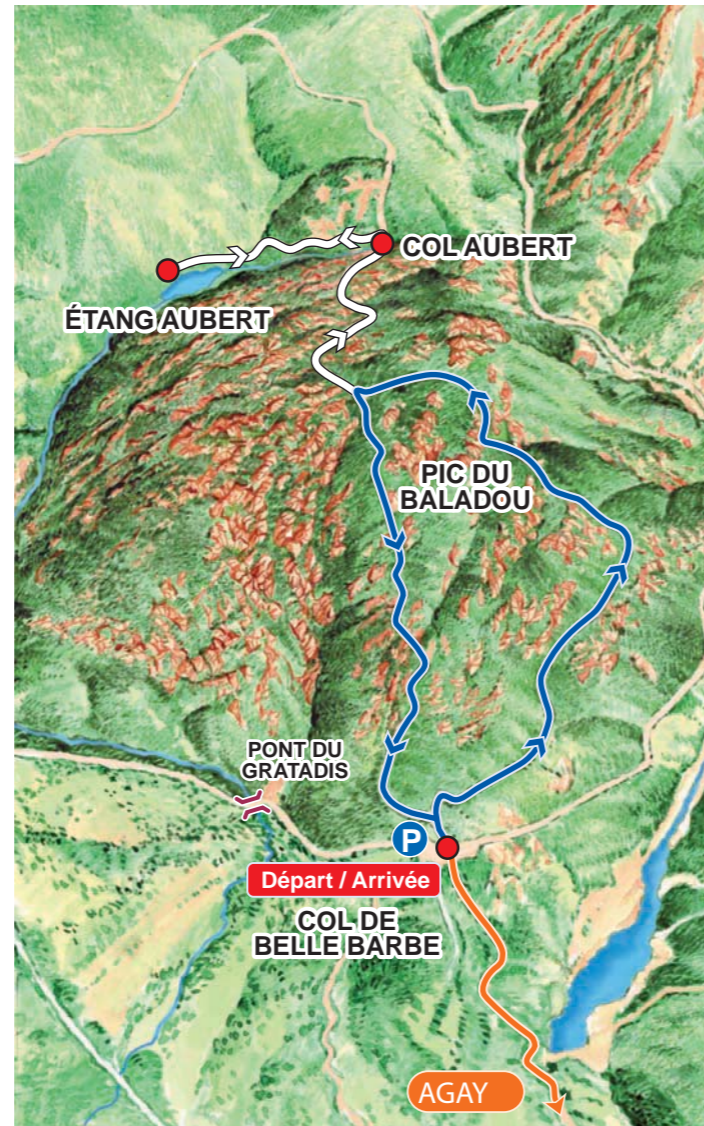 COL AUBERT
ÉTANG AUBERT
PIC DU
BALADOU
PONT DU
GRATADIS
P
Départ / Arrivée
COL DE
BELLE BARBE
AGAY